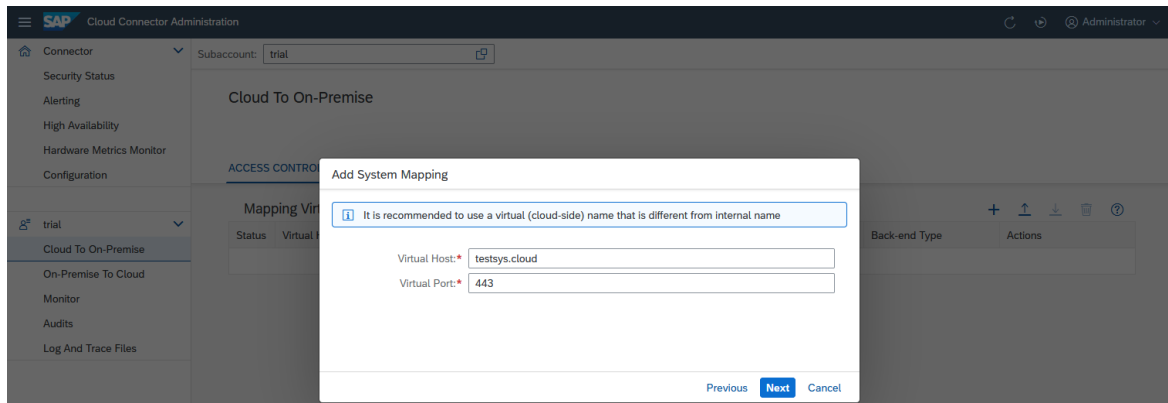 SAP Cloud Connector Administration Administrator
Connector
Security Status
Alerting
High Availability
Hardware Metrics Monitor
Configuration
trial
Cloud To On-Premise
On-Premise To Cloud
Monitor
Audits
Log And Trace Files
Subaccount: trial
Cloud To On-Premise
ACCESS CONTROL
Mapping Virt
Status Virtual H Back-end Type Actions
Add System Mapping
It is recommended to use a virtual (cloud-side) name that is different from internal name
Virtual Host:* testsys.cloud
Virtual Port:* 443
Previous Next Cancel